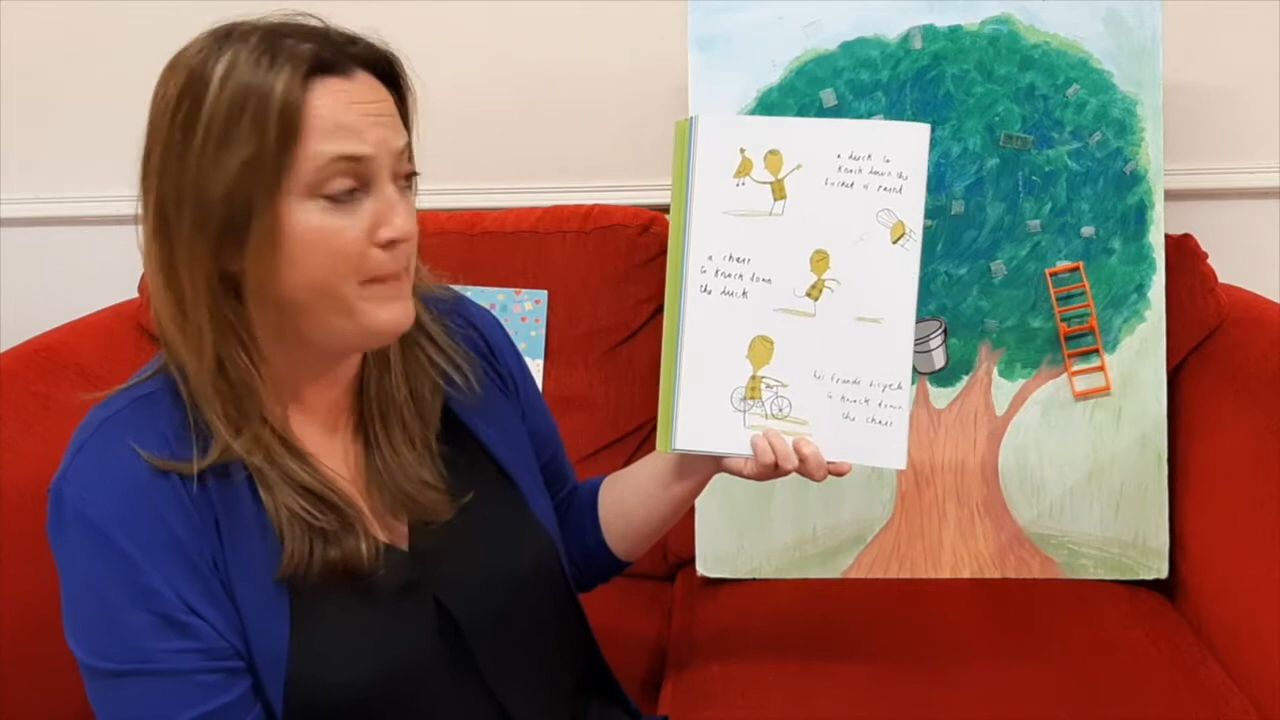 a duck to
knock down the
bucket of paint
a chair
to knock down
the duck
his friends bicycle
to knock down
the chair